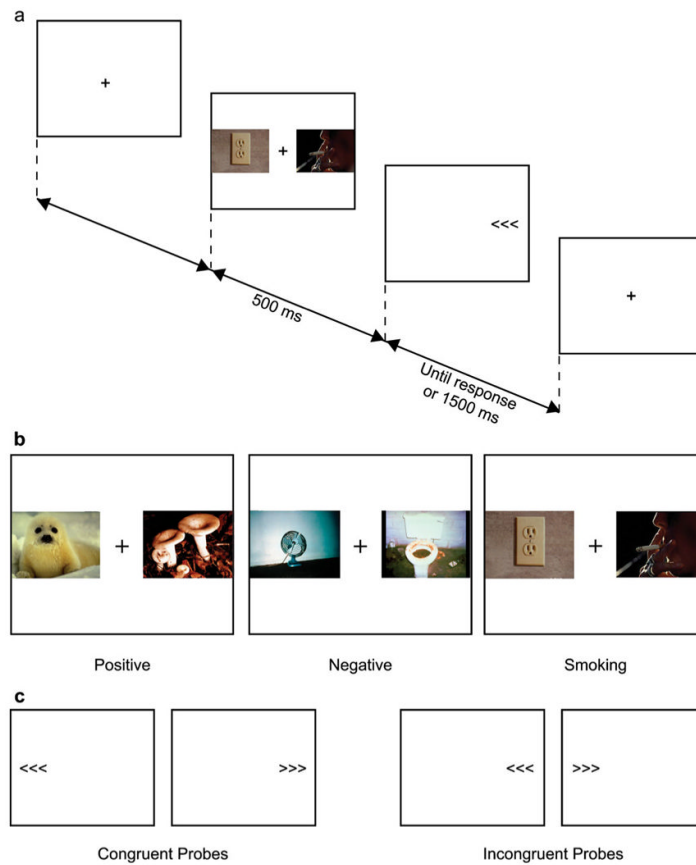 a
+
+
<<<
+
500 ms
Until response
or 1500 ms
b
+
+
+
Positive
Negative
Smoking
c
<<<
>>>
<<<
>>>
Congruent Probes
Incongruent Probes